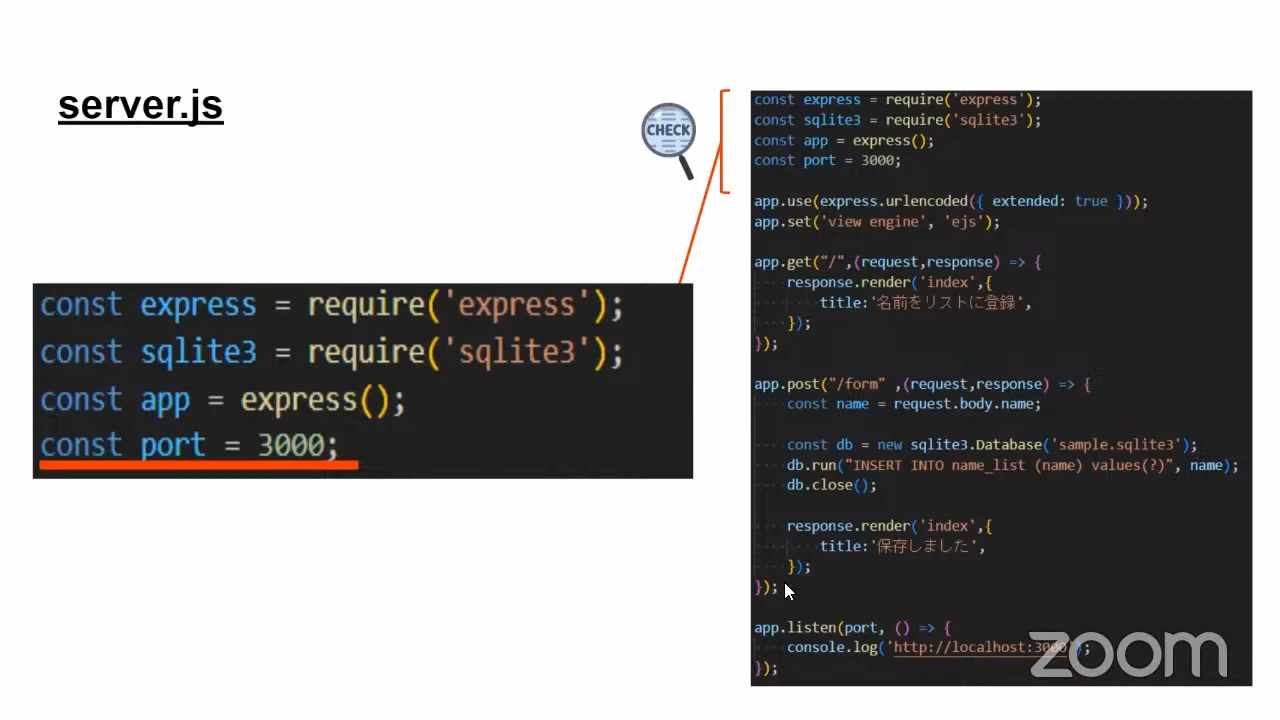 server.js
CHECK
const express = require('express');
const sqlite3 = require('sqlite3');
const app = express();
const port = 3000;
const express = require('express');
const sqlite3 = require('sqlite3');
const app = express();
const port = 3000;
app.use(express.urlencoded({ extended: true }));
app.set('view engine', 'ejs');
app.get("/",(request,response) => {
response.render('index',{
title:'名前をリストに登録',
});
});
app.post("/form" ,(request,response) => {
const name = request.body.name;
const db = new sqlite3.Database('sample.sqlite3');
db.run("INSERT INTO name_list (name) values(?)", name);
db.close();
response.render('index',{
title:'保存しました',
});
});
app.listen(port, () => {
console.log('http://localhost:3000');
});
zoom